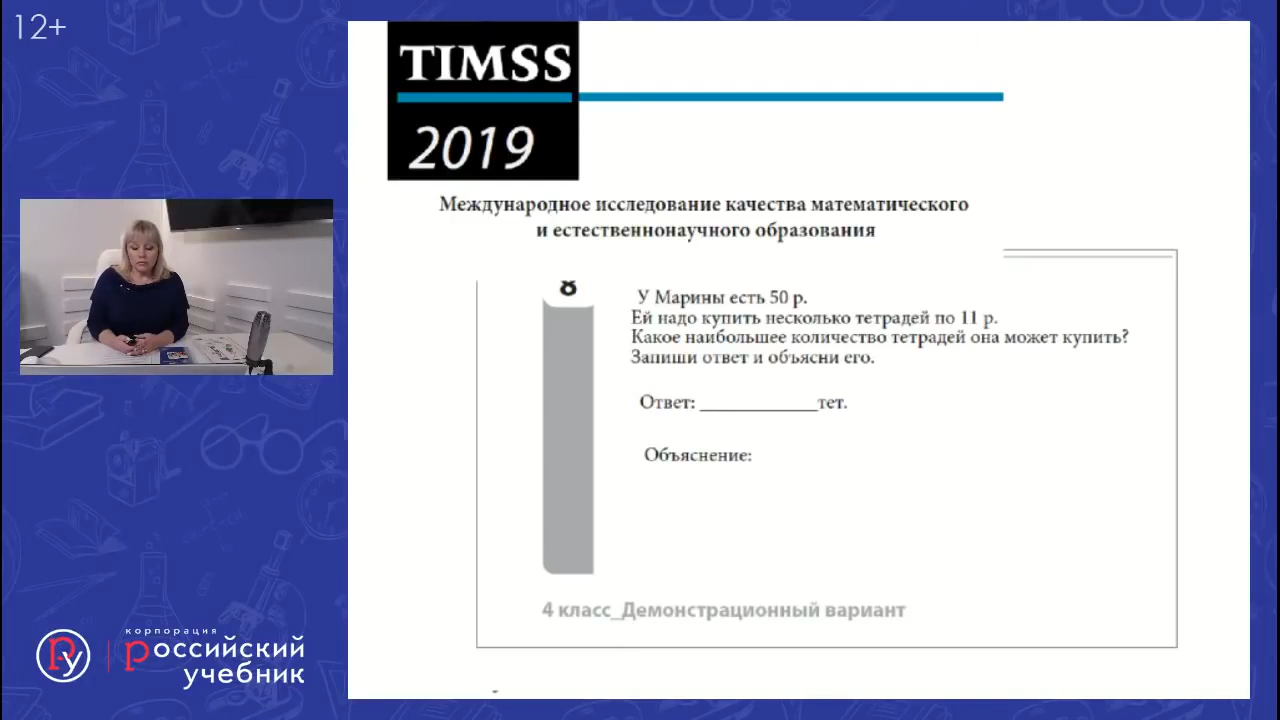 12+
TIMSS
2019
Международное исследование качества математического
и естественнонаучного образования
8
У Марины есть 50 р.
Ей надо купить несколько тетрадей по 11 р.
Какое наибольшее количество тетрадей она может купить?
Запиши ответ и объясни его.
Ответ: ____________тет.
Объяснение:
4 класс_Демонстрационный вариант
корпорация
российский
учебник
Ру